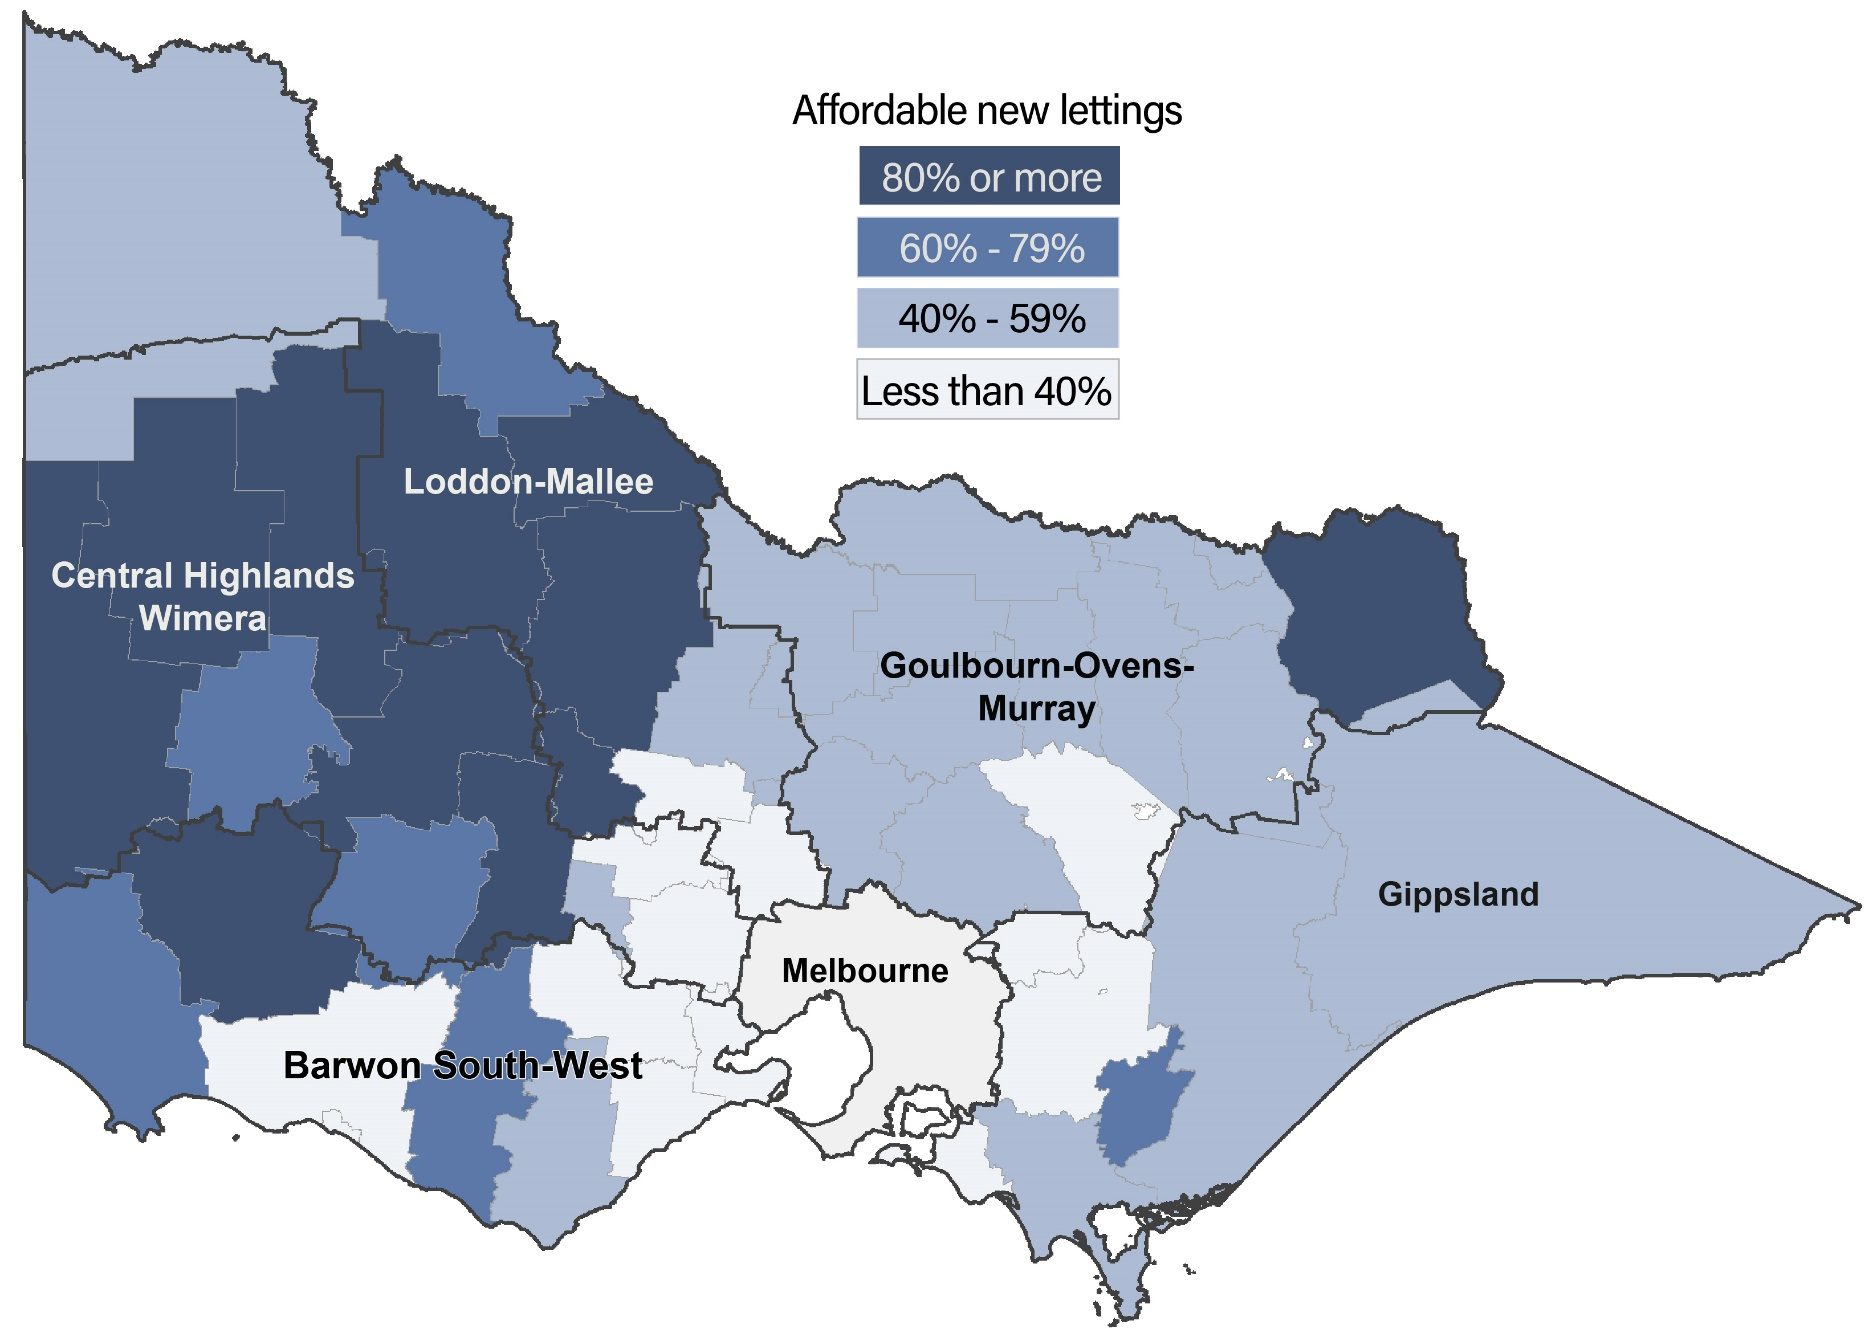 Affordable new lettings
80% or more
60% - 79%
40% - 59%
Less than 40%
Loddon-Mallee
Central Highlands
Wimera
Goulbourn-Ovens-
Murray
Gippsland
Melbourne
Barwon South-West